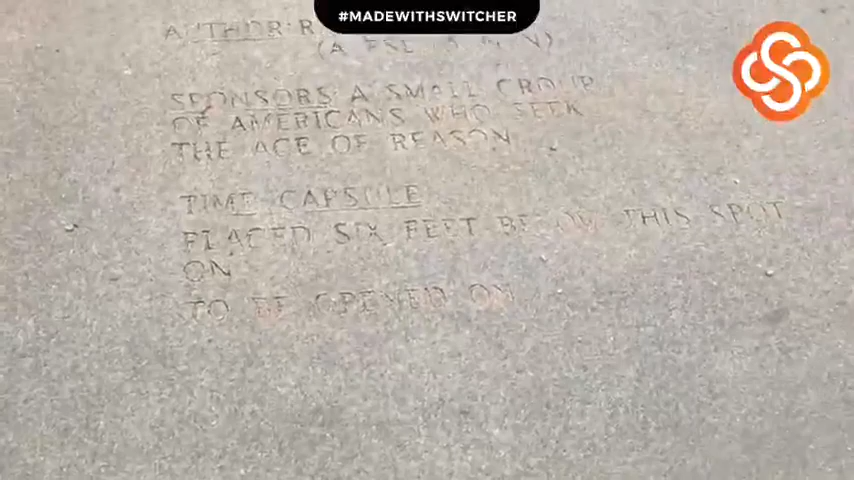 #MADEWITHSWITCHER
AUTHOR: R
SPONSORS A SMALL GROUP
OF AMERICANS WHO SEEK
THE AGE OF REASON
TIME CAPSULE
PLACED SIX FEET BELOW THIS SPOT
ON
TO BE OPENED ON